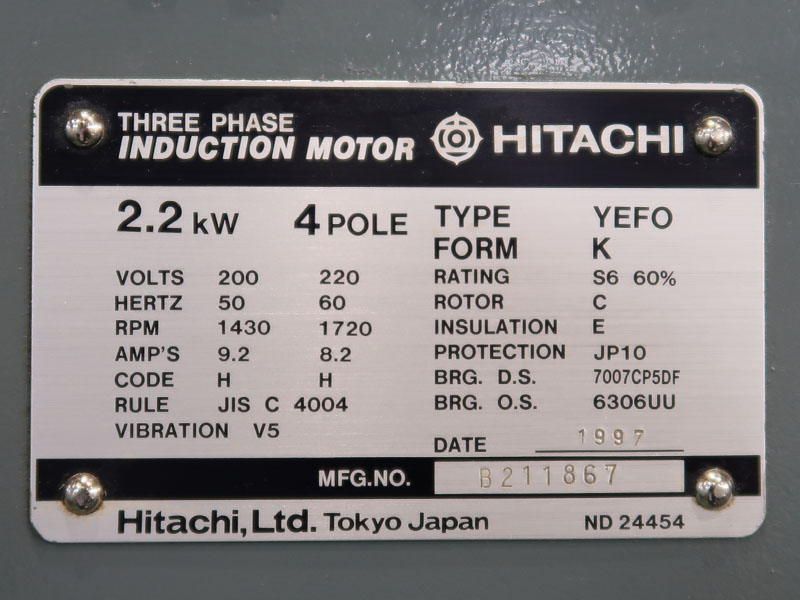 THREE PHASE
INDUCTION MOTOR HITACHI
2.2 kW 4 POLE
VOLTS 200 220
HERTZ 50 60
RPM 1430 1720
AMP'S 9.2 8.2
CODE H H
RULE JIS C 4004
VIBRATION V5
TYPE YEFO
FORM K
RATING S6 60%
ROTOR C
INSULATION E
PROTECTION JP10
BRG. D.S. 7007CP5DF
BRG. O.S. 6306UU
DATE 1997
MFG.NO. B211867
Hitachi, Ltd. Tokyo Japan ND 24454